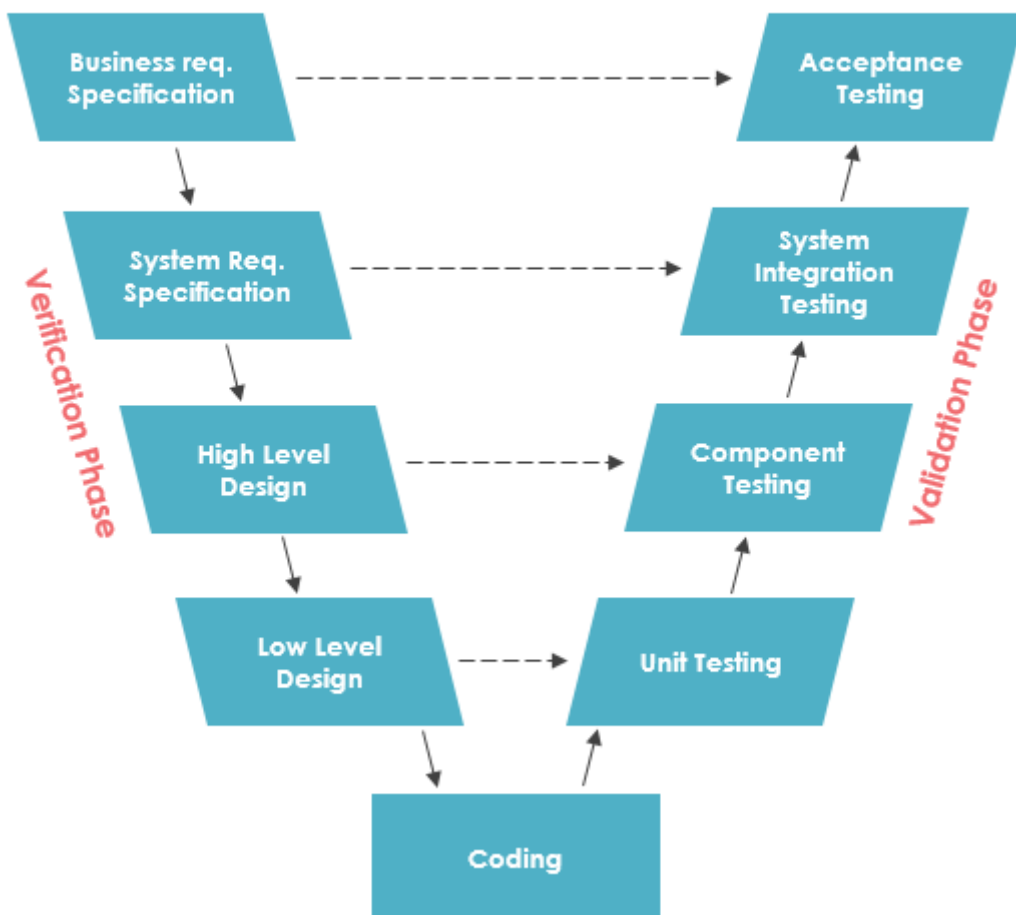 Business req.
Specification
Acceptance
Testing
System Req.
Specification
System
Integration
Testing
Verification Phase
Validation Phase
High Level
Design
Component
Testing
Low Level
Design
Unit Testing
Coding